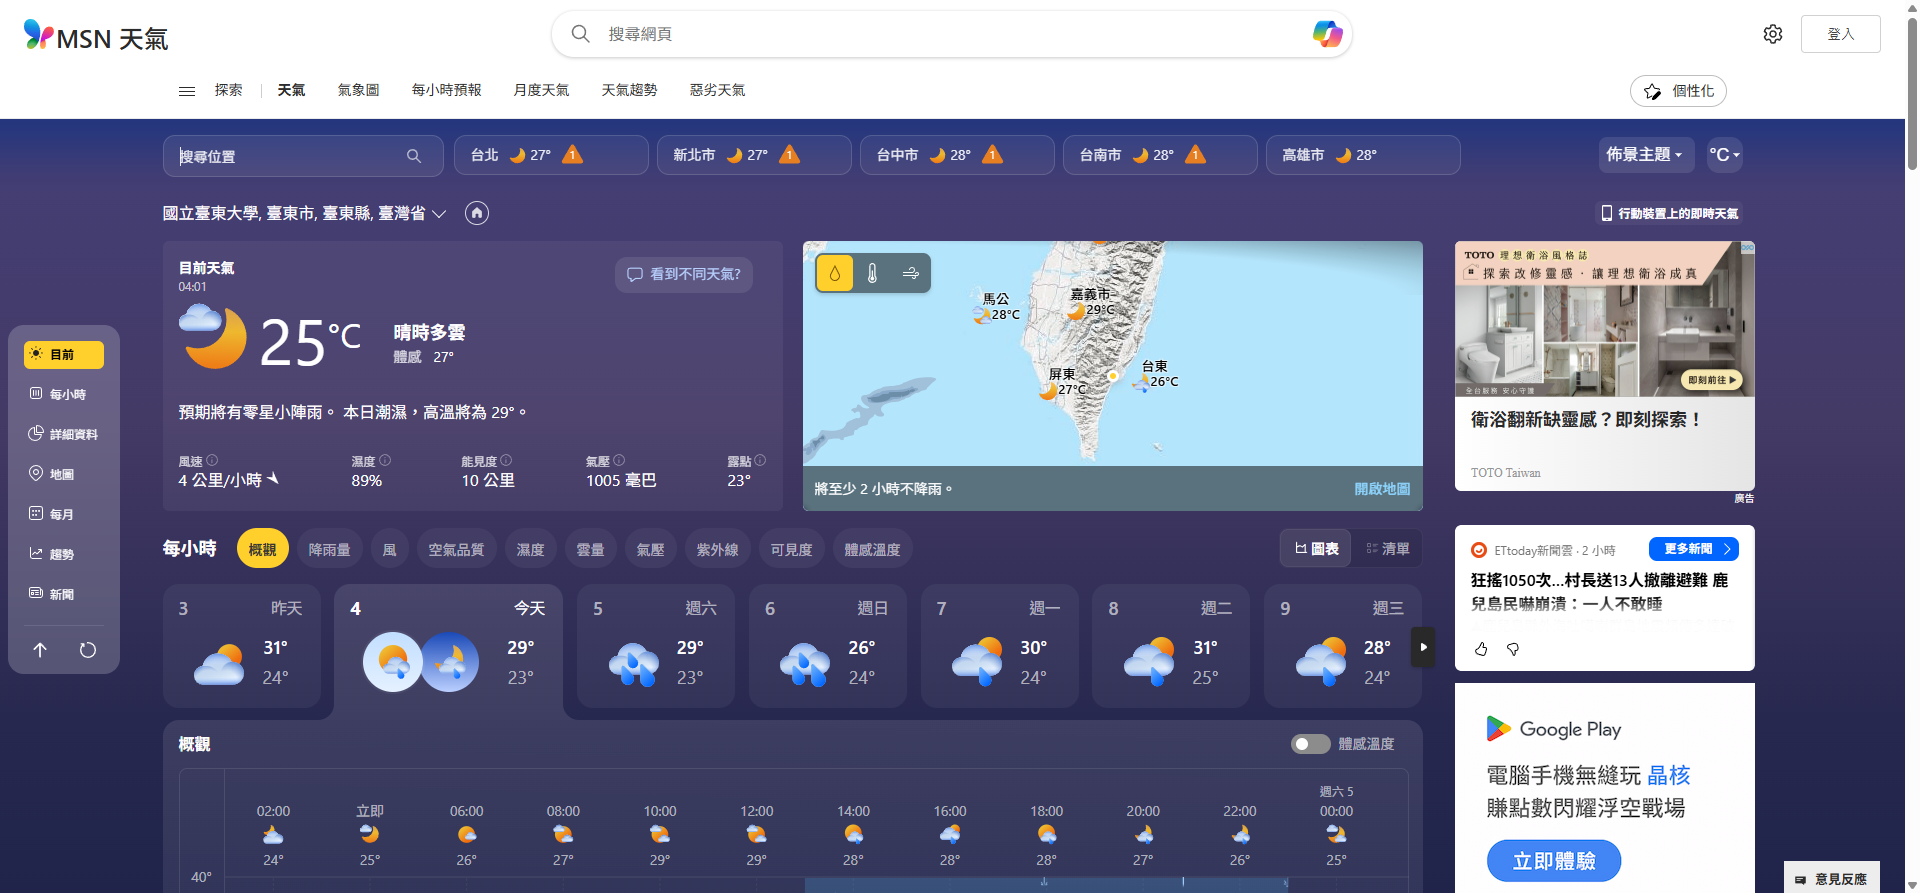 MSN 天氣
搜尋網頁
登入
探索
天氣
氣象圖
每小時預報
月度天氣
天氣趨勢
惡劣天氣
個性化
搜尋位置
台北 27° 1
新北市 27° 1
台中市 28° 1
台南市 28° 1
高雄市 28°
佈景主題
°C
國立臺東大學, 臺東市, 臺東縣, 臺灣省
行動裝置上的即時天氣
目前
每小時
詳細資料
地圖
每月
趨勢
新聞
目前天氣
04:01
看到不同天氣?
25°C
晴時多雲
體感 27°
預期將有零星小陣雨。 本日潮濕，高溫將為 29°。
風速
4 公里/小時
濕度
89%
能見度
10 公里
氣壓
1005 毫巴
露點
23°
馬公
28°C
嘉義市
29°C
屏東
27°C
台東
26°C
將至少 2 小時不降雨。
開啟地圖
TOTO 理想衛浴風格誌
探索改修靈感．讓理想衛浴成真
全台服務 安心守護
即刻前往
衛浴翻新缺靈感？即刻探索！
TOTO Taiwan
廣告
每小時
概觀
降雨量
風
空氣品質
濕度
雲量
氣壓
紫外線
可見度
體感溫度
圖表
清單
3 昨天
31°
24°
4 今天
29°
23°
5 週六
29°
23°
6 週日
26°
24°
7 週一
30°
24°
8 週二
31°
25°
9 週三
28°
24°
ETtoday新聞雲 · 2 小時
更多新聞
狂搖1050次...村長送13人撤離避難 鹿
兒島民嚇崩潰：一人不敢睡
概觀
體感溫度
週六 5
02:00 立即 06:00 08:00 10:00 12:00 14:00 16:00 18:00 20:00 22:00 00:00
24° 25° 26° 27° 29° 29° 28° 28° 28° 27° 26° 25°
40°
Google Play
電腦手機無縫玩 晶核
賺點數閃耀浮空戰場
立即體驗
意見反應